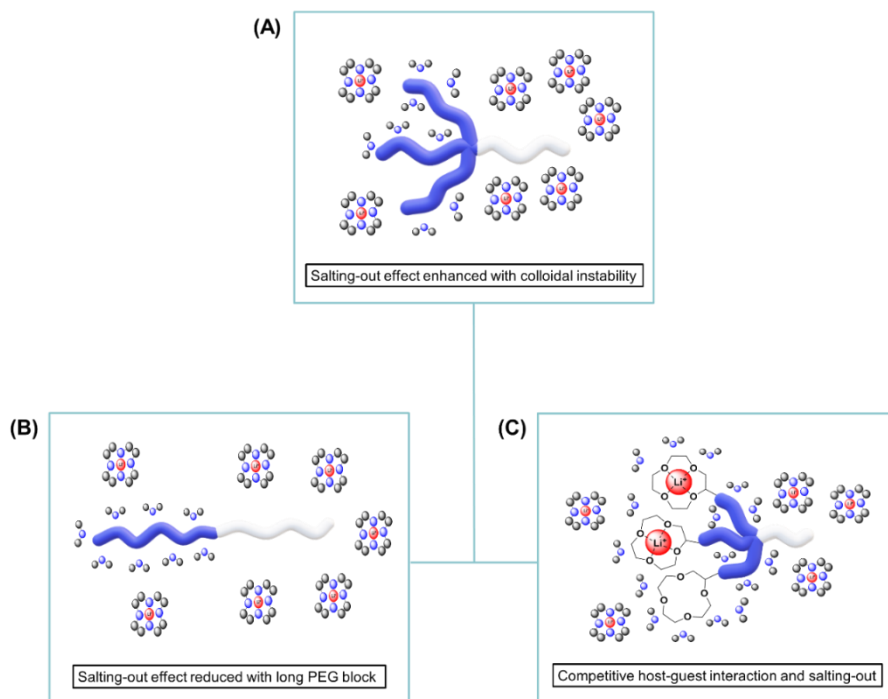 (A)
Salting-out effect enhanced with colloidal instability
(B)
Salting-out effect reduced with long PEG block
(C)
O
O
Li⁺
O
O
O
O
Li⁺
O
O
O
O
O
O
Competitive host-guest interaction and salting-out